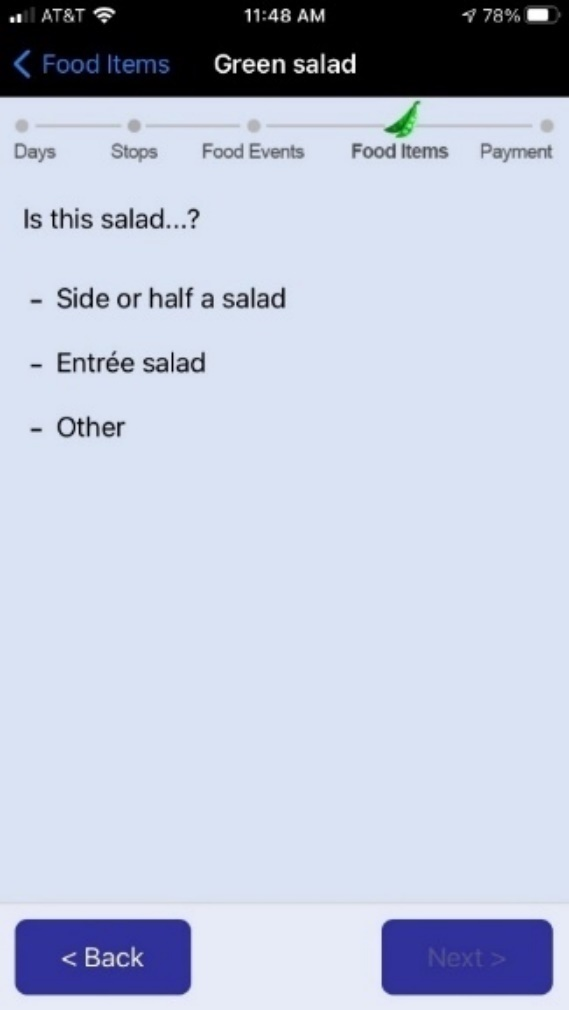 AT&T 11:48 AM 78%
Food Items Green salad
Days Stops Food Events Food Items Payment
Is this salad...?
- Side or half a salad
- Entrée salad
- Other
< Back Next >